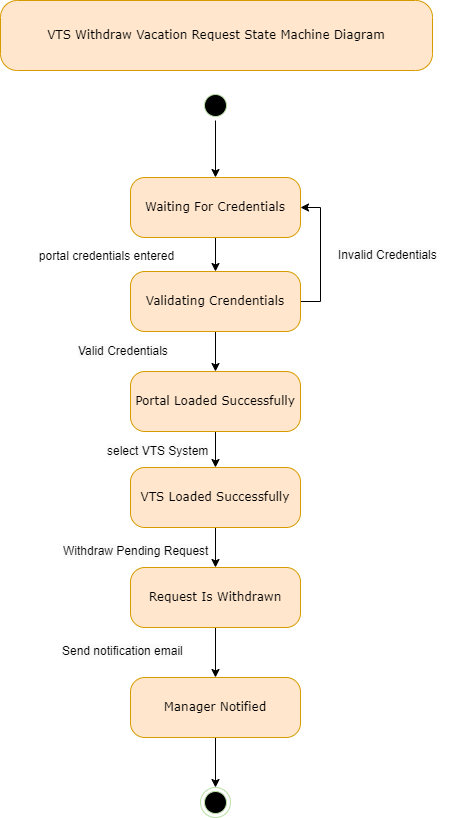 VTS Withdraw Vacation Request State Machine Diagram
Waiting For Credentials
portal credentials entered
Invalid Credentials
Validating Crendentials
Valid Credentials
Portal Loaded Successfully
select VTS System
VTS Loaded Successfully
Withdraw Pending Request
Request Is Withdrawn
Send notification email
Manager Notified